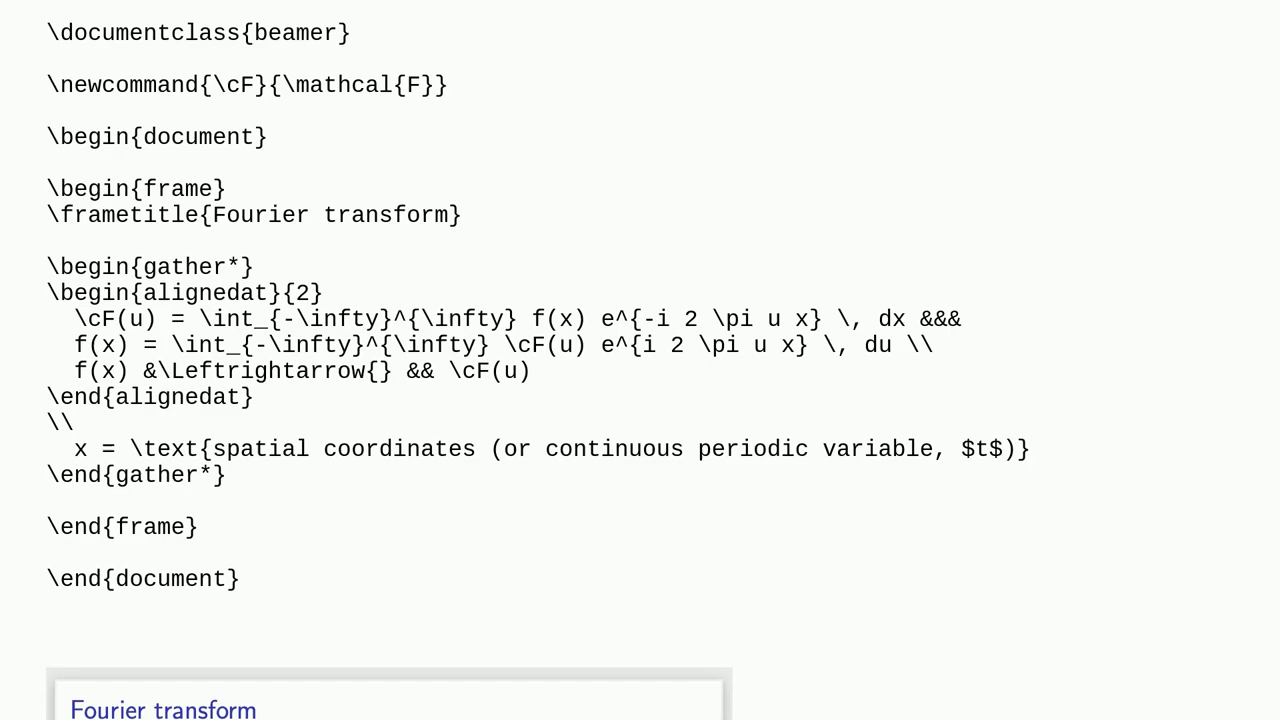 \documentclass{beamer}
\newcommand{\cF}{\mathcal{F}}
\begin{document}
\begin{frame}
\frametitle{Fourier transform}
\begin{gather*}
\begin{alignedat}{2}
  \cF(u) = \int_{-\infty}^{\infty} f(x) e^{-i 2 \pi u x} \, dx &&&
  f(x) = \int_{-\infty}^{\infty} \cF(u) e^{i 2 \pi u x} \, du \\
  f(x) &\Leftrightarrow{} && \cF(u)
\end{alignedat}
\\
  x = \text{spatial coordinates (or continuous periodic variable, $t$)}
\end{gather*}
\end{frame}
\end{document}
Fourier transform